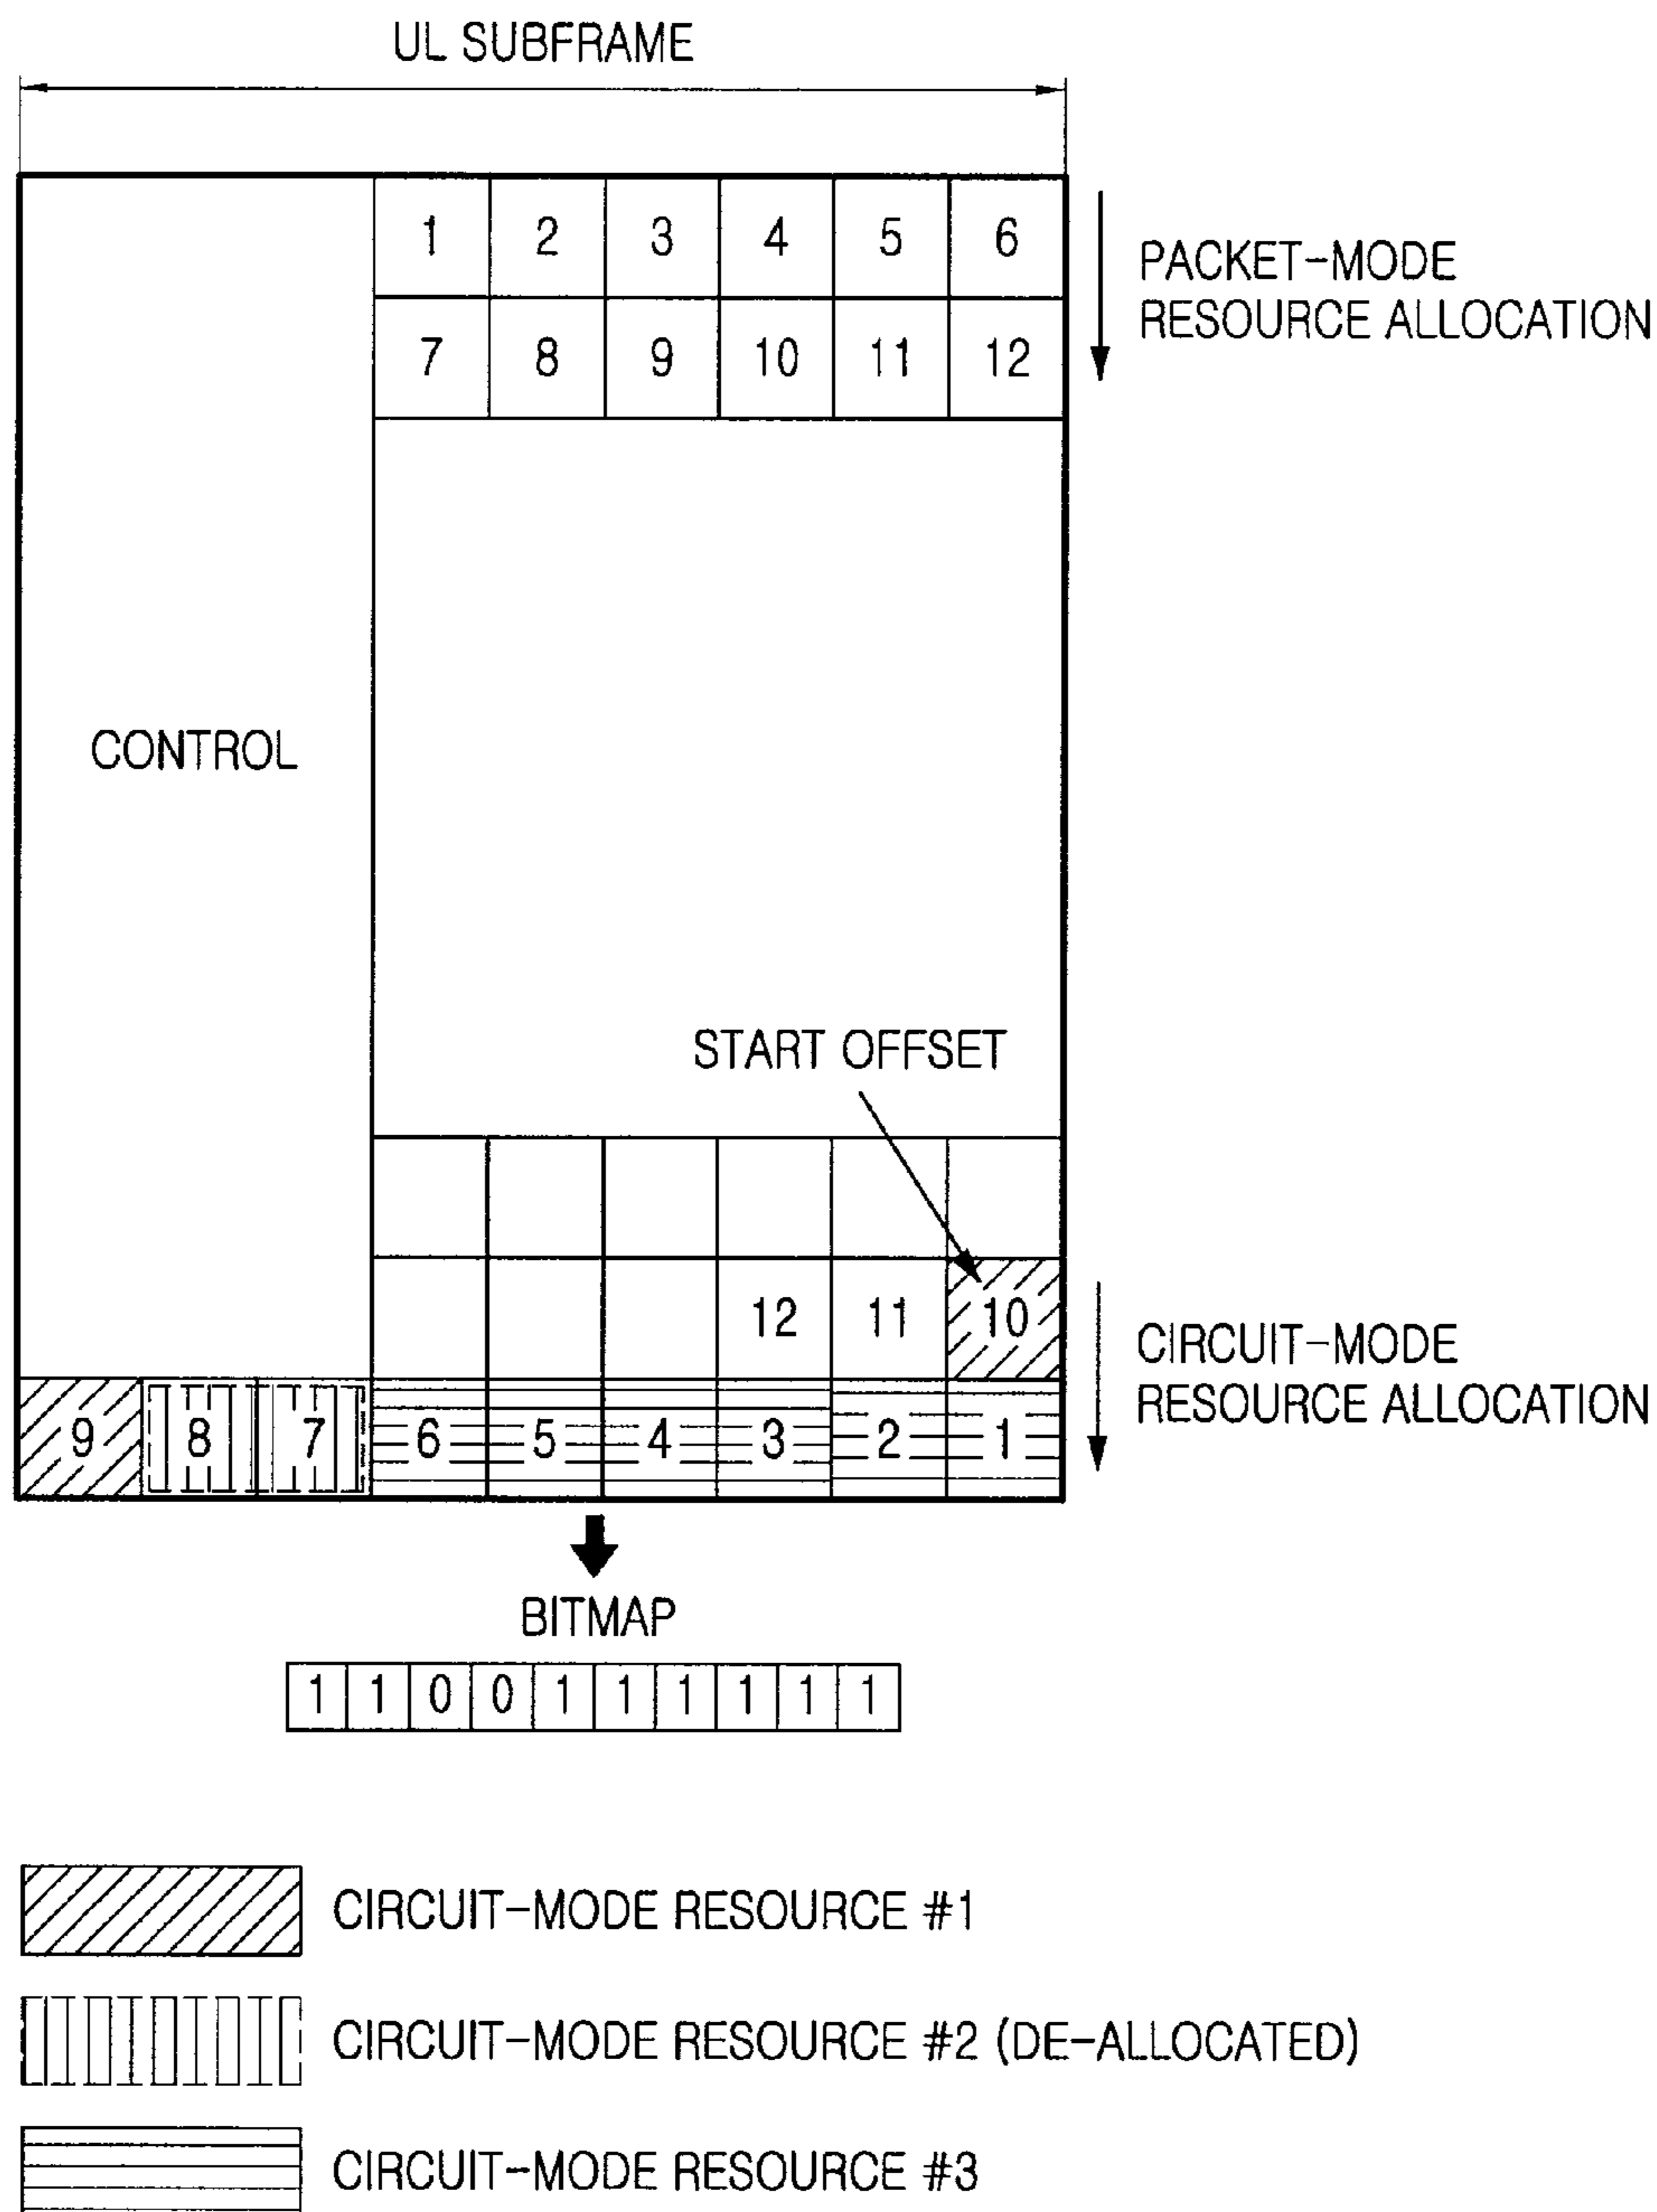 UL SUBFRAME
1 2 3 4 5 6
7 8 9 10 11 12
PACKET-MODE
RESOURCE ALLOCATION
CONTROL
START OFFSET
12 11 10
9 8 7 6 5 4 3 2 1
CIRCUIT-MODE
RESOURCE ALLOCATION
BITMAP
1 1 0 0 1 1 1 1 1 1
CIRCUIT-MODE RESOURCE #1
CIRCUIT-MODE RESOURCE #2 (DE-ALLOCATED)
CIRCUIT-MODE RESOURCE #3